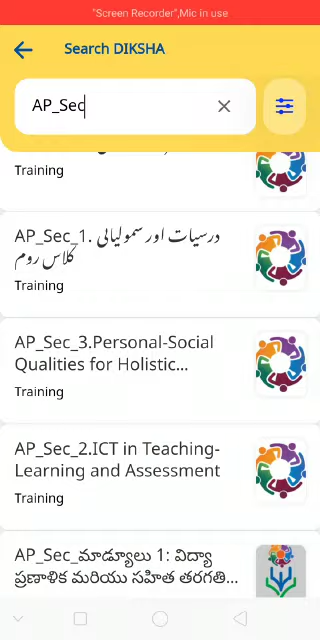 "Screen Recorder",Mic in use
Search DIKSHA
AP_Sec
Training
AP_Sec_1. درسیات اور سمولیاتی
کلاس روم
Training
AP_Sec_3.Personal-Social
Qualities for Holistic...
Training
AP_Sec_2.ICT in Teaching-
Learning and Assessment
Training
AP_Sec_మాడ్యూలు 1: విద్యా
ప్రణాళిక మరియు సహిత తరగతి...